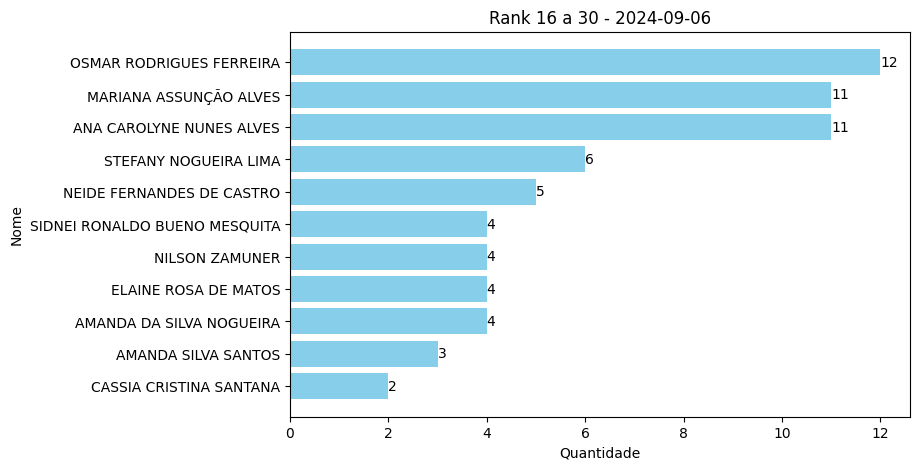 Rank 16 a 30 - 2024-09-06
Nome
OSMAR RODRIGUES FERREIRA 12
MARIANA ASSUNÇÃO ALVES 11
ANA CAROLYNE NUNES ALVES 11
STEFANY NOGUEIRA LIMA 6
NEIDE FERNANDES DE CASTRO 5
SIDNEI RONALDO BUENO MESQUITA 4
NILSON ZAMUNER 4
ELAINE ROSA DE MATOS 4
AMANDA DA SILVA NOGUEIRA 4
AMANDA SILVA SANTOS 3
CASSIA CRISTINA SANTANA 2
0 2 4 6 8 10 12
Quantidade